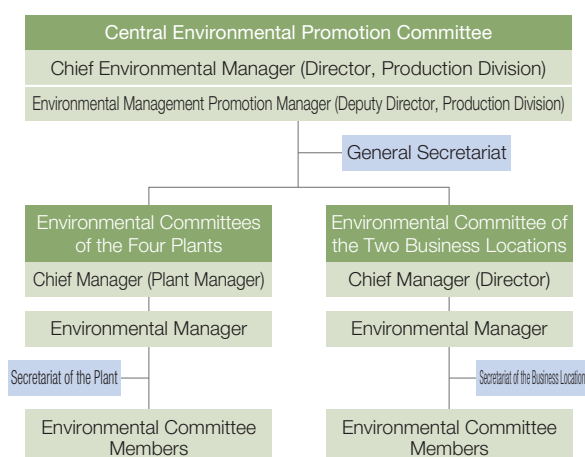 Central Environmental Promotion Committee
Chief Environmental Manager (Director, Production Division)
Environmental Management Promotion Manager (Deputy Director, Production Division)
General Secretariat
Environmental Committees
of the Four Plants
Chief Manager (Plant Manager)
Environmental Manager
Secretariat of the Plant
Environmental Committee
Members
Environmental Committee of
the Two Business Locations
Chief Manager (Director)
Environmental Manager
Secretariat of the Business Location
Environmental Committee
Members